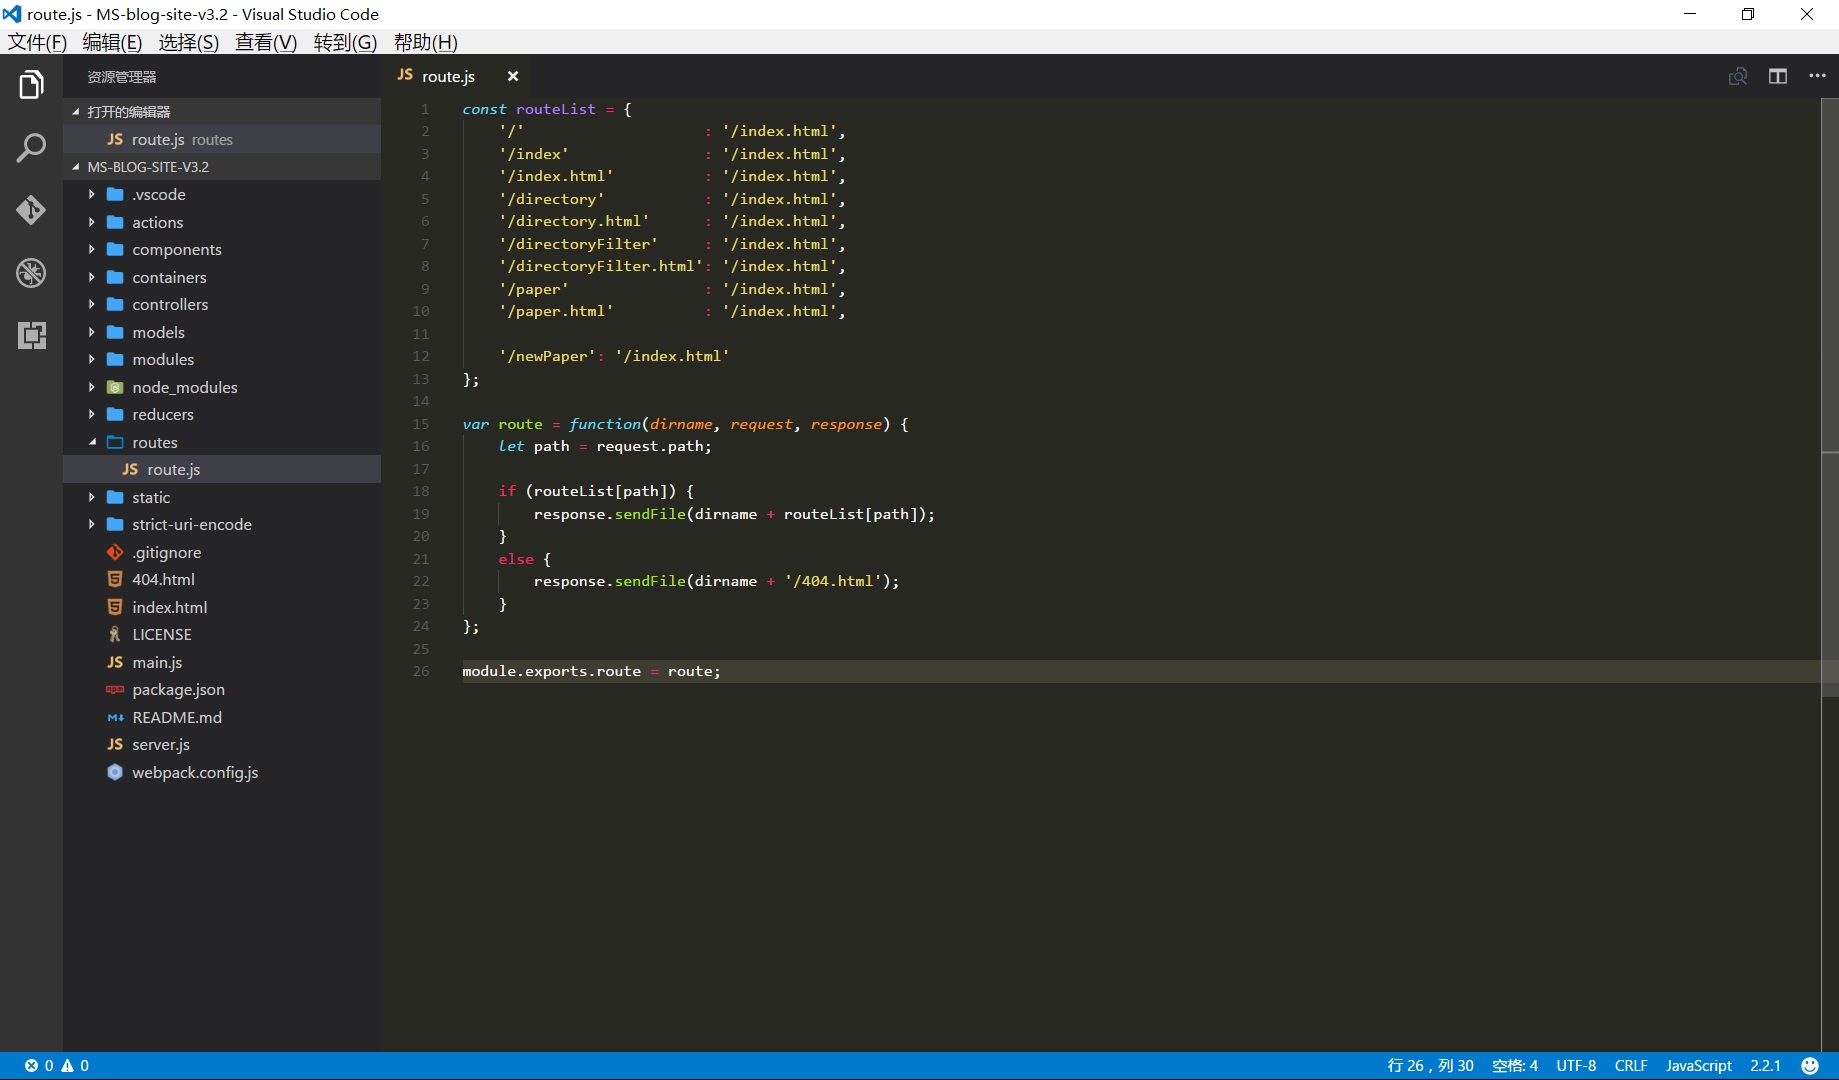 route.js - MS-blog-site-v3.2 - Visual Studio Code
文件(F) 编辑(E) 选择(S) 查看(V) 转到(G) 帮助(H)
资源管理器
打开的编辑器
JS route.js routes
MS-BLOG-SITE-V3.2
.vscode
actions
components
containers
controllers
models
modules
node_modules
reducers
routes
JS route.js
static
strict-uri-encode
.gitignore
404.html
index.html
LICENSE
JS main.js
npm package.json
M↓ README.md
JS server.js
webpack.config.js
JS route.js
1 const routeList = {
2 '/' : '/index.html',
3 '/index' : '/index.html',
4 '/index.html' : '/index.html',
5 '/directory' : '/index.html',
6 '/directory.html' : '/index.html',
7 '/directoryFilter' : '/index.html',
8 '/directoryFilter.html': '/index.html',
9 '/paper' : '/index.html',
10 '/paper.html' : '/index.html',
11
12 '/newPaper': '/index.html'
13 };
14
15 var route = function(dirname, request, response) {
16 let path = request.path;
17
18 if (routeList[path]) {
19 response.sendFile(dirname + routeList[path]);
20 }
21 else {
22 response.sendFile(dirname + '/404.html');
23 }
24 };
25
26 module.exports.route = route;
0 0 行 26，列 30 空格: 4 UTF-8 CRLF JavaScript 2.2.1